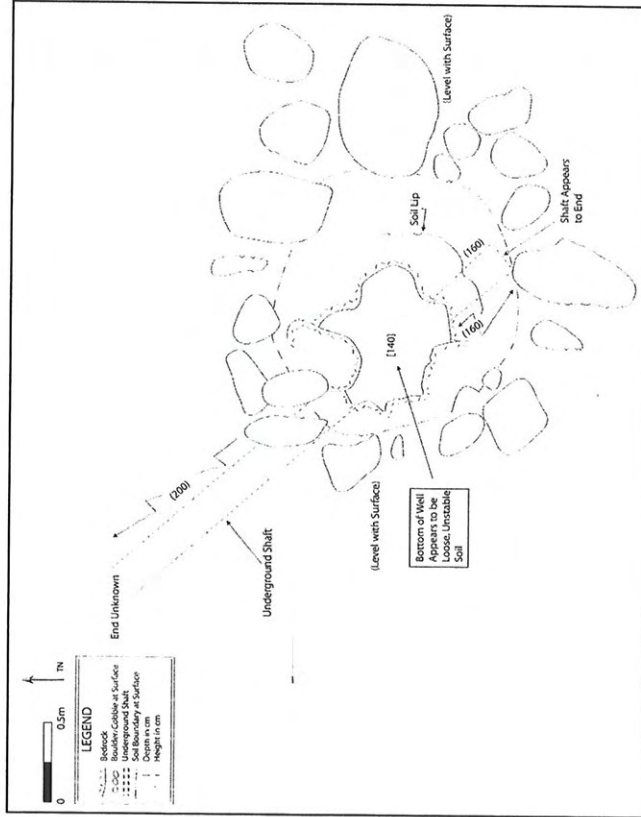 0
0.5m
TN
LEGEND
Bedrock
Boulder/Cobble at Surface
Underground Shaft
Soil Boundary at Surface
Depth in cm
Height in cm
End Unknown
(200)
Underground Shaft
(Level with Surface)
Bottom of Well
Appears to be
Loose, Unstable
Soil
[140]
(160)
(160)
Soil Lip
Shaft Appears
to End
(Level with Surface)